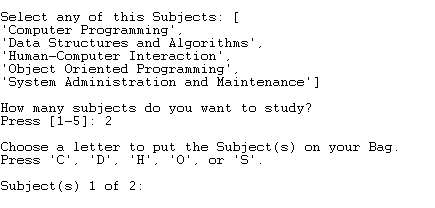 Select any of this Subjects: [
'Computer Programming',
'Data Structures and Algorithms',
'Human-Computer Interaction',
'Object Oriented Programming',
'System Administration and Maintenance']
How many subjects do you want to study?
Press [1-5]: 2
Choose a letter to put the Subject(s) on your Bag.
Press 'C', 'D', 'H', 'O', or 'S'.
Subject(s) 1 of 2: